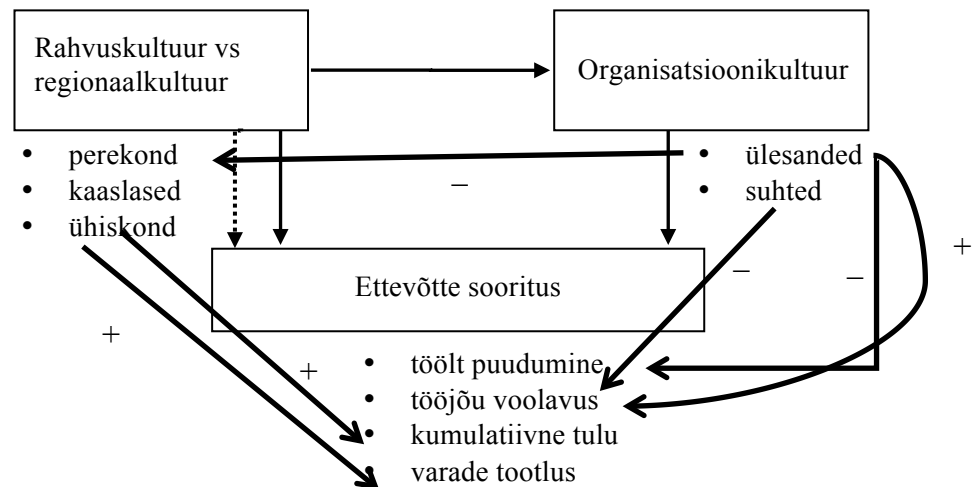 Rahvuskultuur vs
regionaalkultuur
Organisatsioonikultuur
• perekond
• kaaslased
• ühiskond
• ülesanded
• suhted
–
Ettevõtte sooritus
–
–
+
+
+
• töölt puudumine
• tööjõu voolavus
• kumulatiivne tulu
• varade tootlus